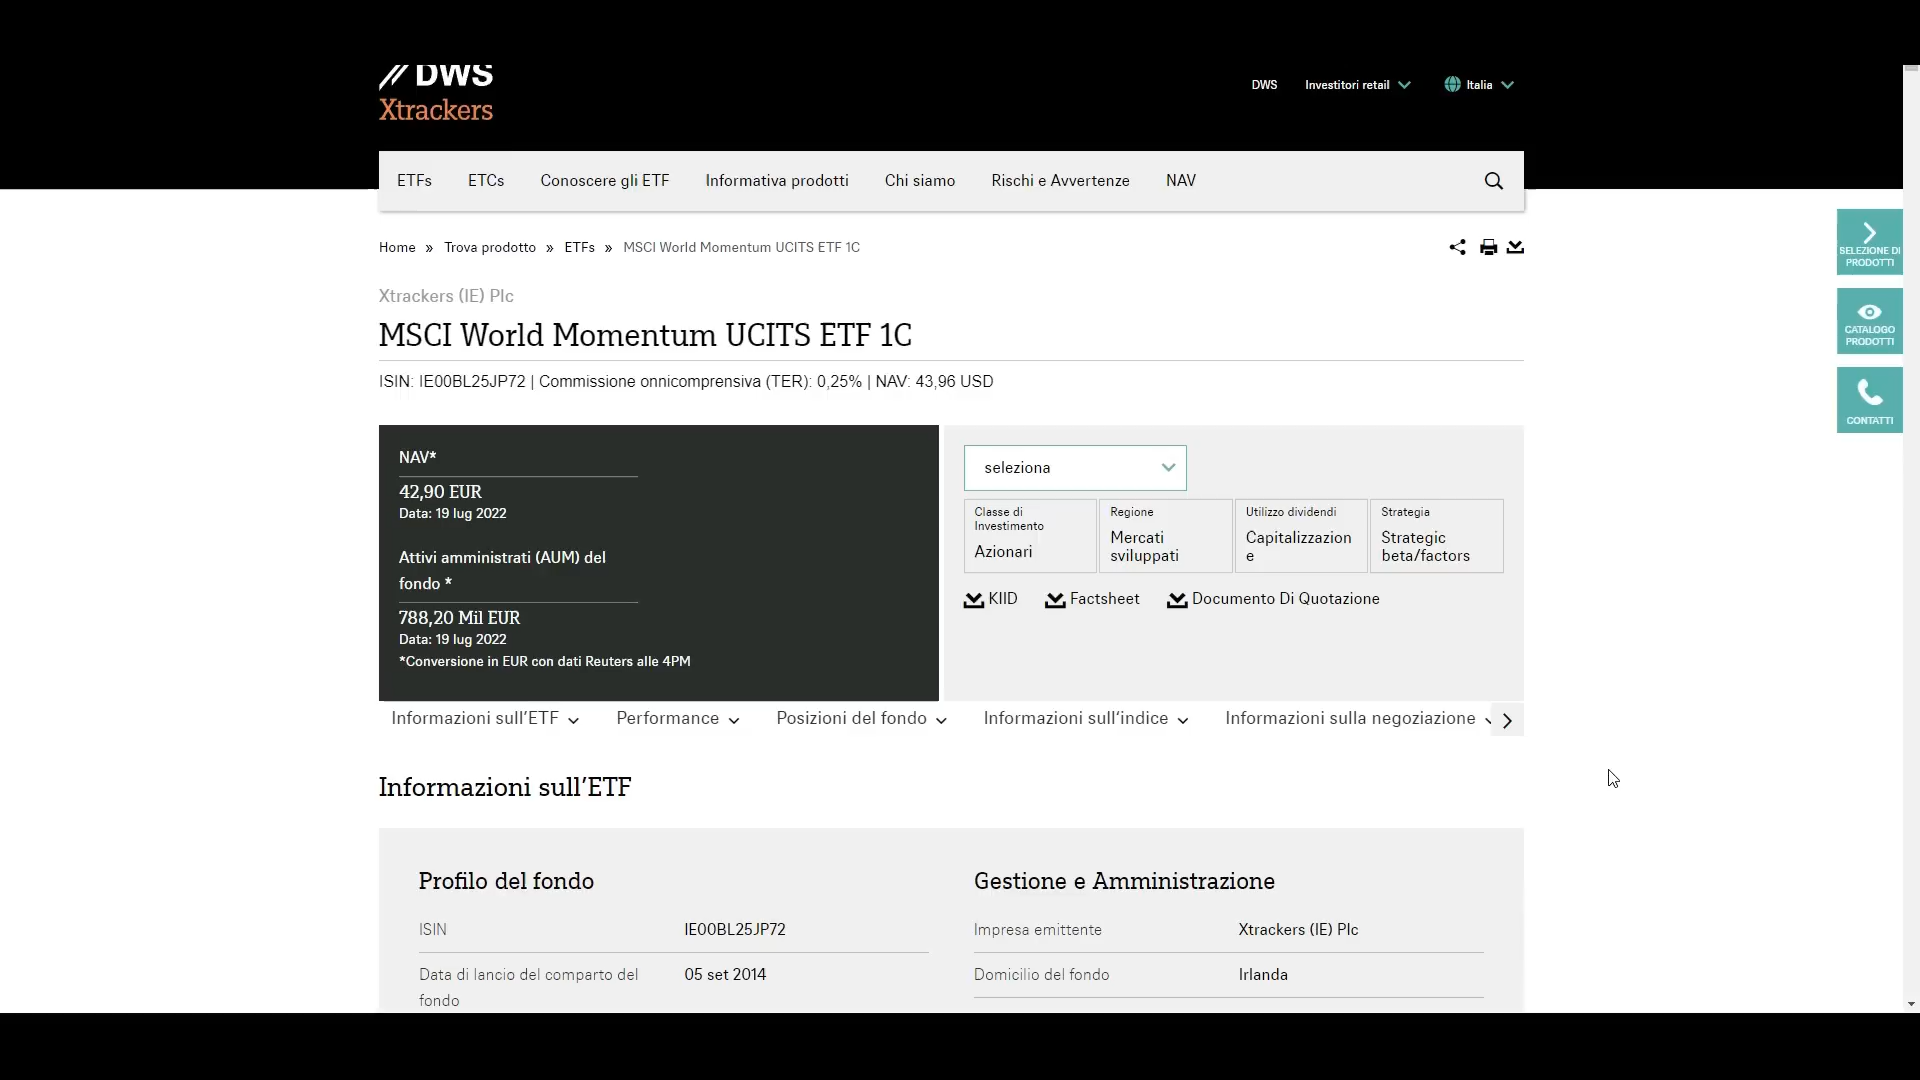 DWS
Xtrackers
DWS Investitori retail Italia
ETFs ETCs Conoscere gli ETF Informativa prodotti Chi siamo Rischi e Avvertenze NAV
Home » Trova prodotto » ETFs » MSCI World Momentum UCITS ETF 1C
SELEZIONE DI
PRODOTTI
CATALOGO
PRODOTTI
CONTATTI
Xtrackers (IE) Plc
MSCI World Momentum UCITS ETF 1C
ISIN: IE00BL25JP72 | Commissione onnicomprensiva (TER): 0,25% | NAV: 43,96 USD
NAV*
42,90 EUR
Data: 19 lug 2022
Attivi amministrati (AUM) del
fondo *
788,20 Mil EUR
Data: 19 lug 2022
*Conversione in EUR con dati Reuters alle 4PM
seleziona
Classe di
Investimento
Azionari
Regione
Mercati
sviluppati
Utilizzo dividendi
Capitalizzazion
e
Strategia
Strategic
beta/factors
KIID Factsheet Documento Di Quotazione
Informazioni sull'ETF Performance Posizioni del fondo Informazioni sull'indice Informazioni sulla negoziazione
Informazioni sull'ETF
Profilo del fondo
ISIN IE00BL25JP72
Data di lancio del comparto del 05 set 2014
fondo
Gestione e Amministrazione
Impresa emittente Xtrackers (IE) Plc
Domicilio del fondo Irlanda